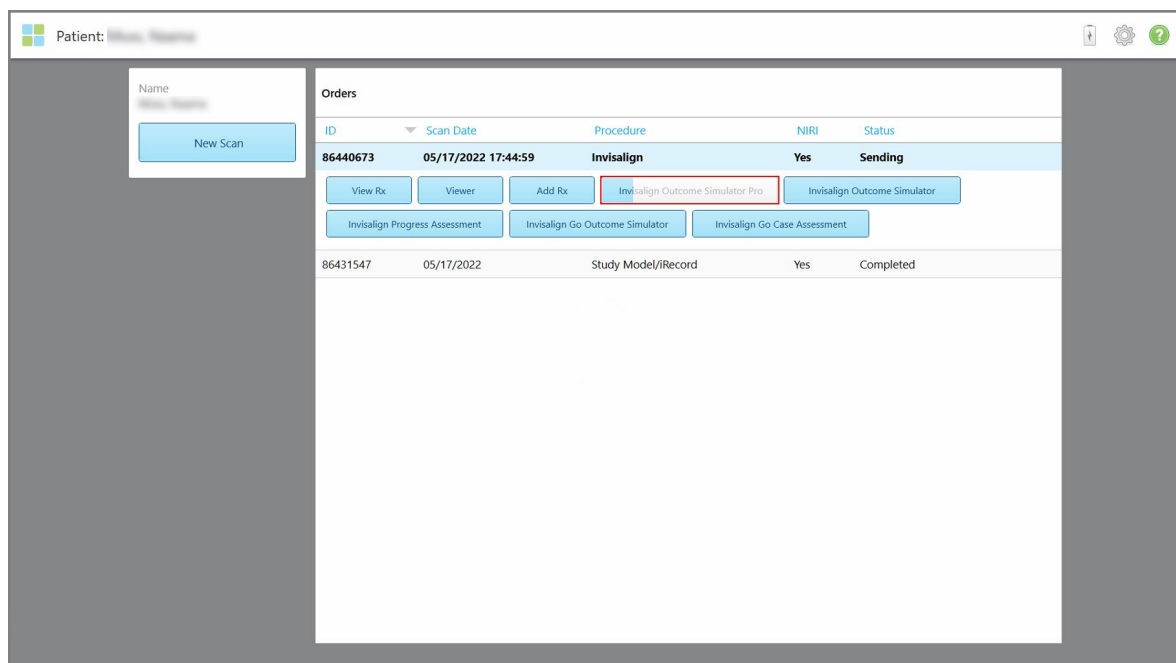 Patient:
Name
New Scan
Orders
ID Scan Date Procedure NIRI Status
86440673 05/17/2022 17:44:59 Invisalign Yes Sending
View Rx Viewer Add Rx Invisalign Outcome Simulator Pro Invisalign Outcome Simulator
Invisalign Progress Assessment Invisalign Go Outcome Simulator Invisalign Go Case Assessment
86431547 05/17/2022 Study Model/iRecord Yes Completed